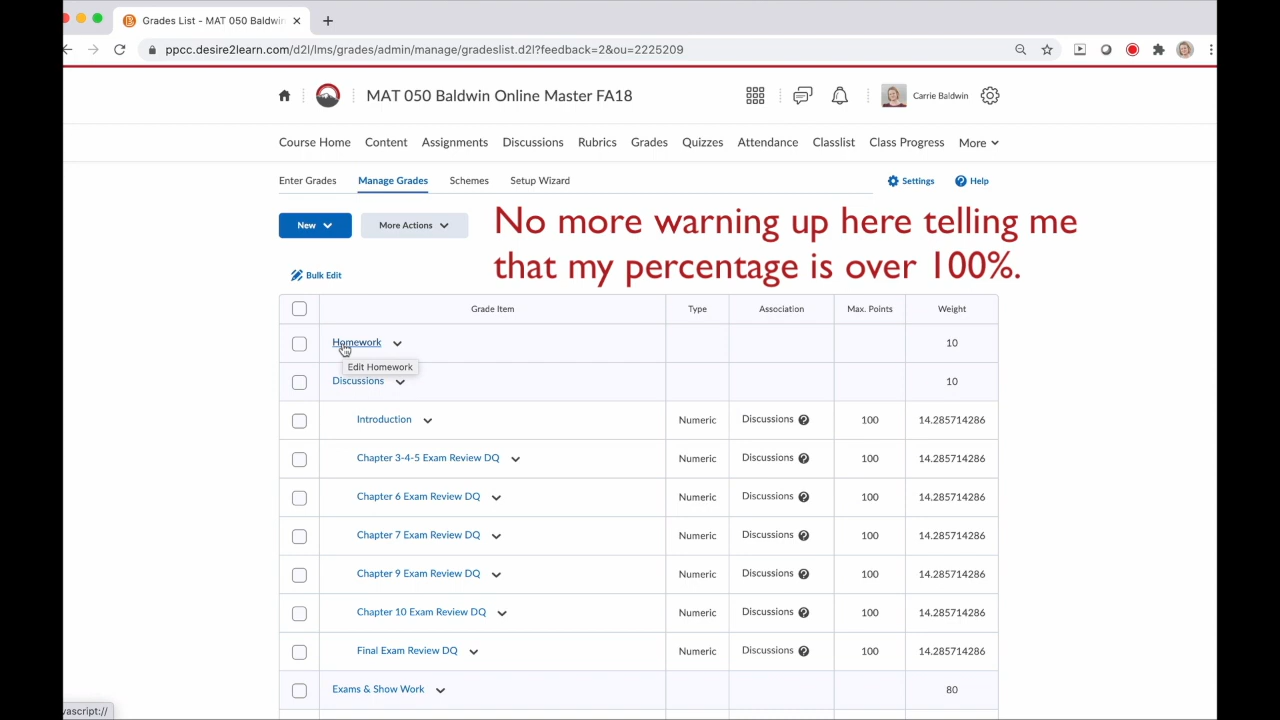 Grades List - MAT 050 Baldwin
ppcc.desire2learn.com/d2l/lms/grades/admin/manage/gradeslist.d2l?feedback=2&ou=2225209
MAT 050 Baldwin Online Master FA18
Carrie Baldwin
Course Home Content Assignments Discussions Rubrics Grades Quizzes Attendance Classlist Class Progress More
Enter Grades Manage Grades Schemes Setup Wizard Settings Help
New More Actions
No more warning up here telling me
that my percentage is over 100%.
Bulk Edit
Grade Item Type Association Max. Points Weight
Homework 10
Edit Homework
Discussions 10
Introduction Numeric Discussions 100 14.285714286
Chapter 3-4-5 Exam Review DQ Numeric Discussions 100 14.285714286
Chapter 6 Exam Review DQ Numeric Discussions 100 14.285714286
Chapter 7 Exam Review DQ Numeric Discussions 100 14.285714286
Chapter 9 Exam Review DQ Numeric Discussions 100 14.285714286
Chapter 10 Exam Review DQ Numeric Discussions 100 14.285714286
Final Exam Review DQ Numeric Discussions 100 14.285714286
Exams & Show Work 80
vascript://